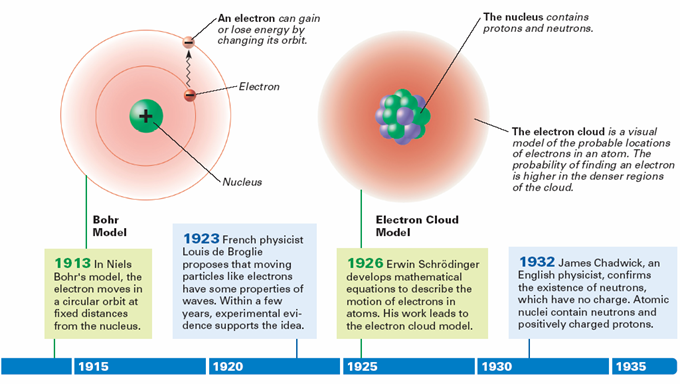 An electron can gain
or lose energy by
changing its orbit.
Electron
+
Nucleus
Bohr
Model
The nucleus contains
protons and neutrons.
The electron cloud is a visual
model of the probable locations
of electrons in an atom. The
probability of finding an electron
is higher in the denser regions
of the cloud.
Electron Cloud
Model
1913 In Niels
Bohr's model, the
electron moves in
a circular orbit at
fixed distances
from the nucleus.
1923 French physicist
Louis de Broglie
proposes that moving
particles like electrons
have some properties of
waves. Within a few
years, experimental evi-
dence supports the idea.
1926 Erwin Schrödinger
develops mathematical
equations to describe the
motion of electrons in
atoms. His work leads to
the electron cloud model.
1932 James Chadwick, an
English physicist, confirms
the existence of neutrons,
which have no charge. Atomic
nuclei contain neutrons and
positively charged protons.
1915
1920
1925
1930
1935